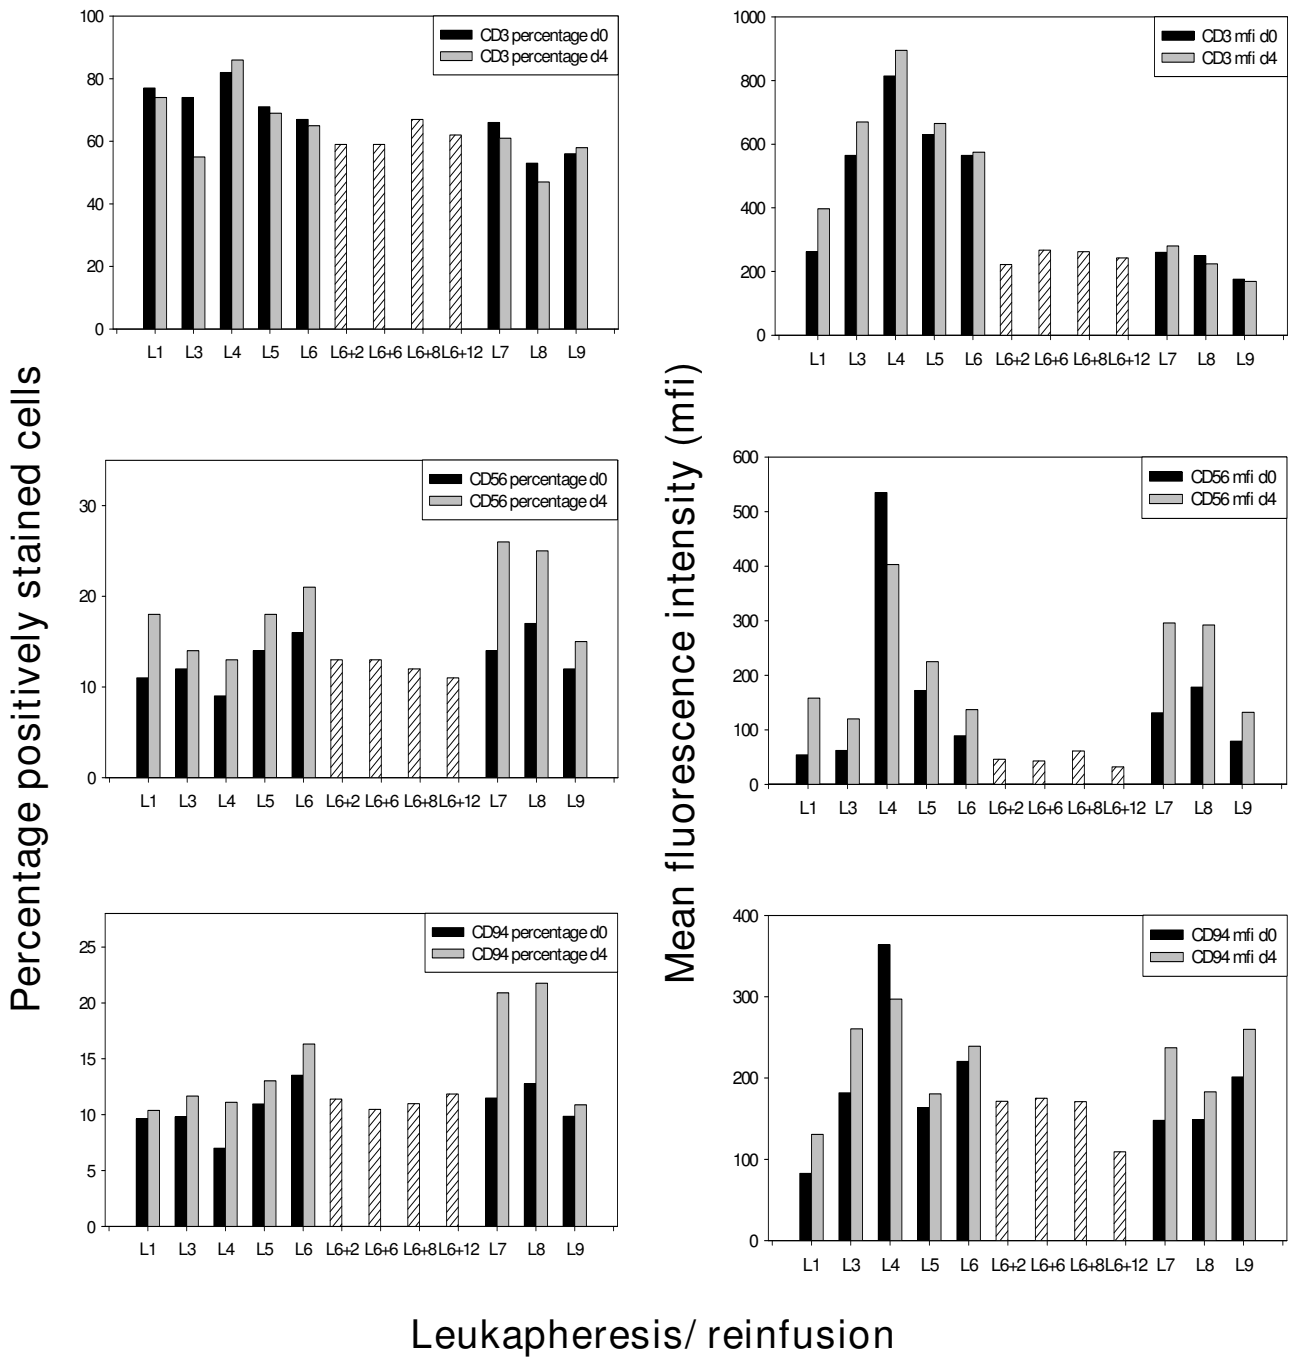 Percentage positively stained cells
CD3 percentage d0
CD3 percentage d4
100
80
60
40
20
0
L1 L3 L4 L5 L6 L6+2 L6+6 L6+8 L6+12 L7 L8 L9
CD56 percentage d0
CD56 percentage d4
30
20
10
0
L1 L3 L4 L5 L6 L6+2 L6+6 L6+8 L6+12 L7 L8 L9
CD94 percentage d0
CD94 percentage d4
25
20
15
10
5
0
L1 L3 L4 L5 L6 L6+2 L6+6 L6+8 L6+12 L7 L8 L9
Mean fluorescence intensity (mfi)
CD3 mfi d0
CD3 mfi d4
1000
800
600
400
200
0
L1 L3 L4 L5 L6 L6+2 L6+6 L6+8 L6+12 L7 L8 L9
CD56 mfi d0
CD56 mfi d4
600
500
400
300
200
100
0
L1 L3 L4 L5 L6 L6+2 L6+6 L6+8 L6+12 L7 L8 L9
CD94 mfi d0
CD94 mfi d4
400
300
200
100
0
L1 L3 L4 L5 L6 L6+2 L6+6 L6+8 L6+12 L7 L8 L9
Leukapheresis/ reinfusion